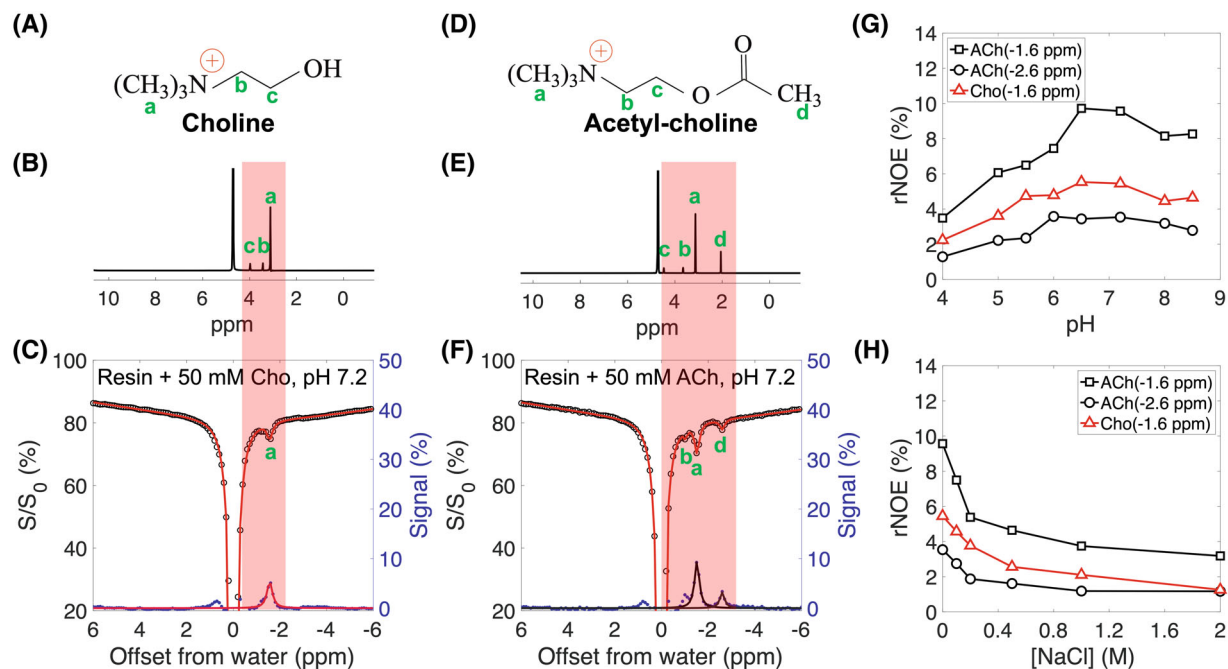 (A)
(CH₃)₃N
+
OH
a
b
c
Choline
(B)
c b a
10 8 6 4 2 0
ppm
(C)
Resin + 50 mM Cho, pH 7.2
S/S₀ (%)
100
80
60
40
20
a
Signal (%)
50
40
30
20
10
0
6 4 2 0 -2 -4 -6
Offset from water (ppm)
(D)
(CH₃)₃N
+
O
O
CH₃
a
b
c
d
Acetyl-choline
(E)
c b a d
10 8 6 4 2 0
ppm
(F)
Resin + 50 mM ACh, pH 7.2
S/S₀ (%)
100
80
60
40
20
b
a
d
Signal (%)
50
40
30
20
10
0
6 4 2 0 -2 -4 -6
Offset from water (ppm)
(G)
ACh(-1.6 ppm)
ACh(-2.6 ppm)
Cho(-1.6 ppm)
rNOE (%)
14
12
10
8
6
4
2
0
4 5 6 7 8 9
pH
(H)
ACh(-1.6 ppm)
ACh(-2.6 ppm)
Cho(-1.6 ppm)
rNOE (%)
14
12
10
8
6
4
2
0
0 0.4 0.8 1.2 1.6 2
[NaCl] (M)